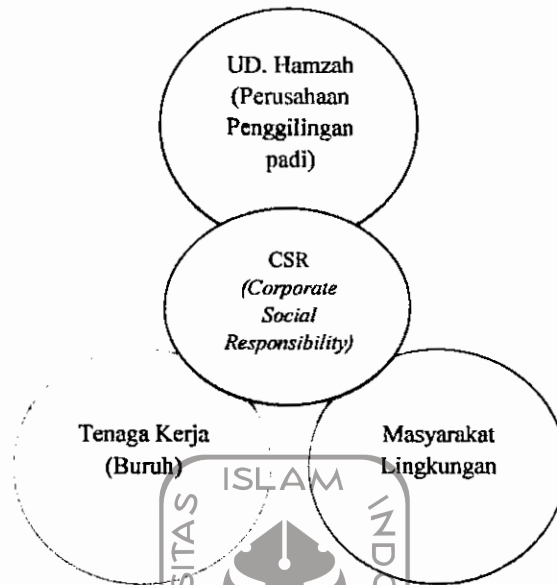 UD. Hamzah
(Perusahaan
Penggilingan
padi)
CSR
(Corporate
Social
Responsibility)
Tenaga Kerja
(Buruh)
Masyarakat
Lingkungan
ISLAM